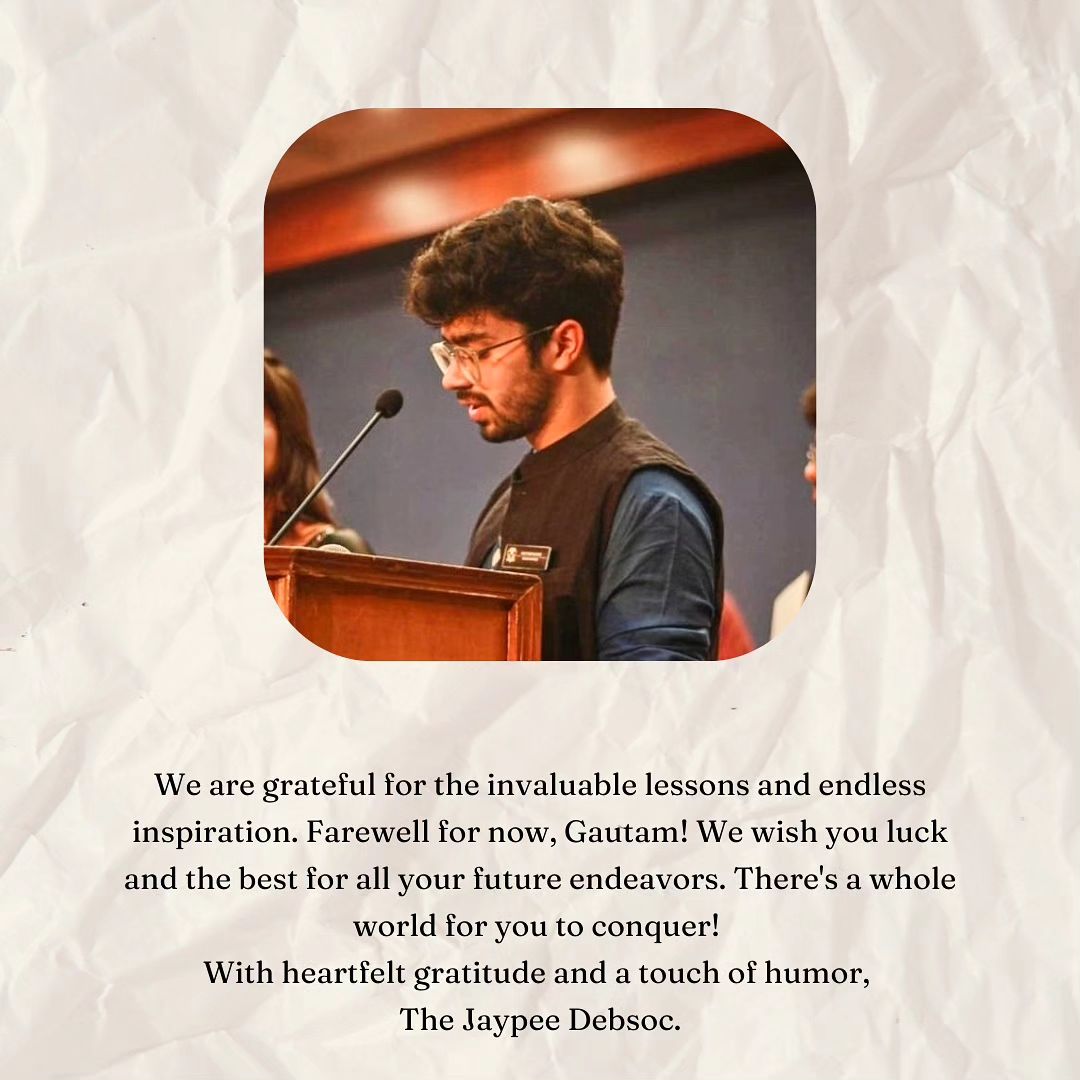 We are grateful for the invaluable lessons and endless
inspiration. Farewell for now, Gautam! We wish you luck
and the best for all your future endeavors. There's a whole
world for you to conquer!
With heartfelt gratitude and a touch of humor,
The Jaypee Debsoc.